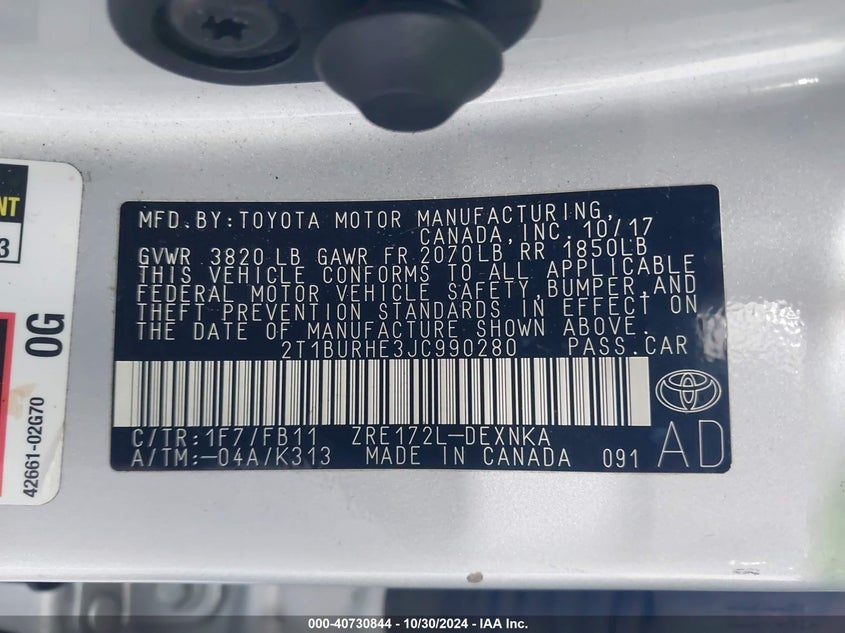 NT
3
0G
42661-02G70
MFD.BY:TOYOTA MOTOR MANUFACTURING,
CANADA,INC. 10/17
GVWR 3820 LB GAWR FR 2070LB RR 1850LB
THIS VEHICLE CONFORMS TO ALL APPLICABLE
FEDERAL MOTOR VEHICLE SAFETY,BUMPER,AND
THEFT PREVENTION STANDARDS IN EFFECT ON
THE DATE OF MANUFACTURE SHOWN ABOVE.
2T1BURHE3JC990280 PASS.CAR
C/TR:1F7/FB11 ZRE172L-DEXNKA
A/TM:-04A/K313 MADE IN CANADA 091
AD
000-40730844 - 10/30/2024 - IAA Inc.